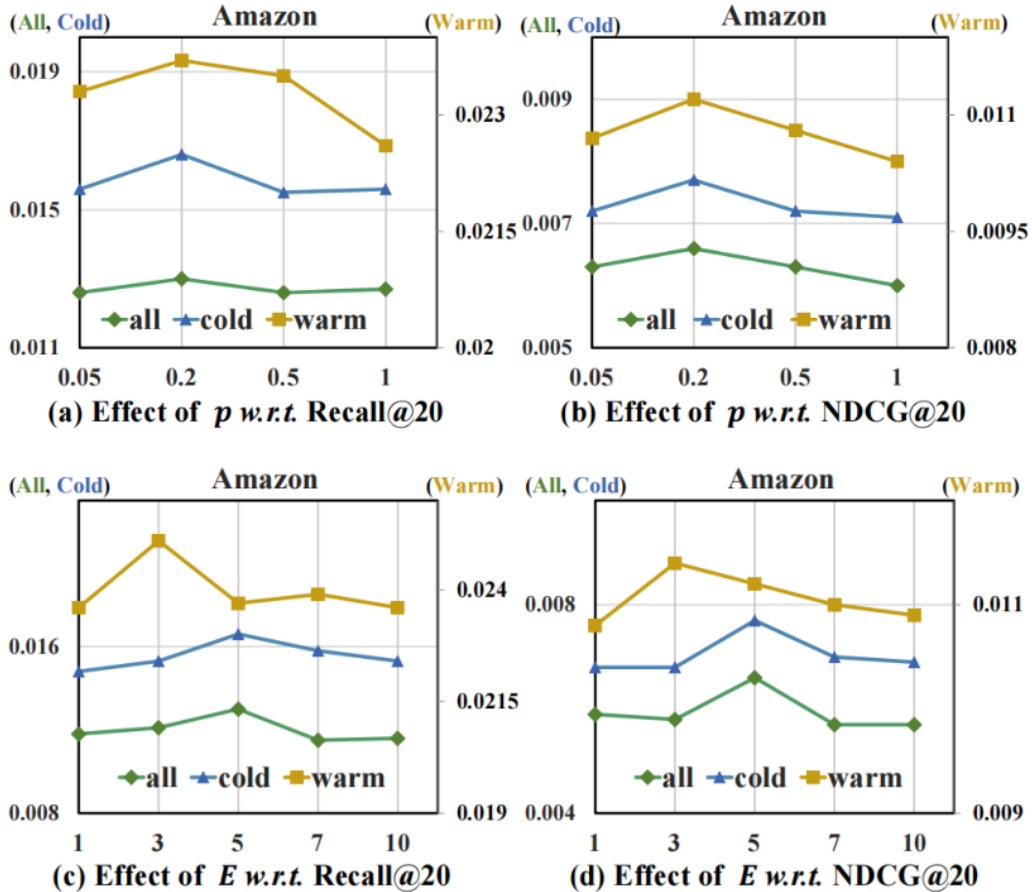 (All, Cold) Amazon (Warm)
0.019
0.015
0.011
0.023
0.0215
0.02
all cold warm
0.05 0.2 0.5 1
(a) Effect of p w.r.t. Recall@20
(All, Cold) Amazon (Warm)
0.009
0.007
0.005
0.011
0.0095
0.008
all cold warm
0.05 0.2 0.5 1
(b) Effect of p w.r.t. NDCG@20
(All, Cold) Amazon (Warm)
0.016
0.008
0.024
0.0215
0.019
all cold warm
1 3 5 7 10
(c) Effect of E w.r.t. Recall@20
(All, Cold) Amazon (Warm)
0.008
0.004
0.011
0.009
all cold warm
1 3 5 7 10
(d) Effect of E w.r.t. NDCG@20